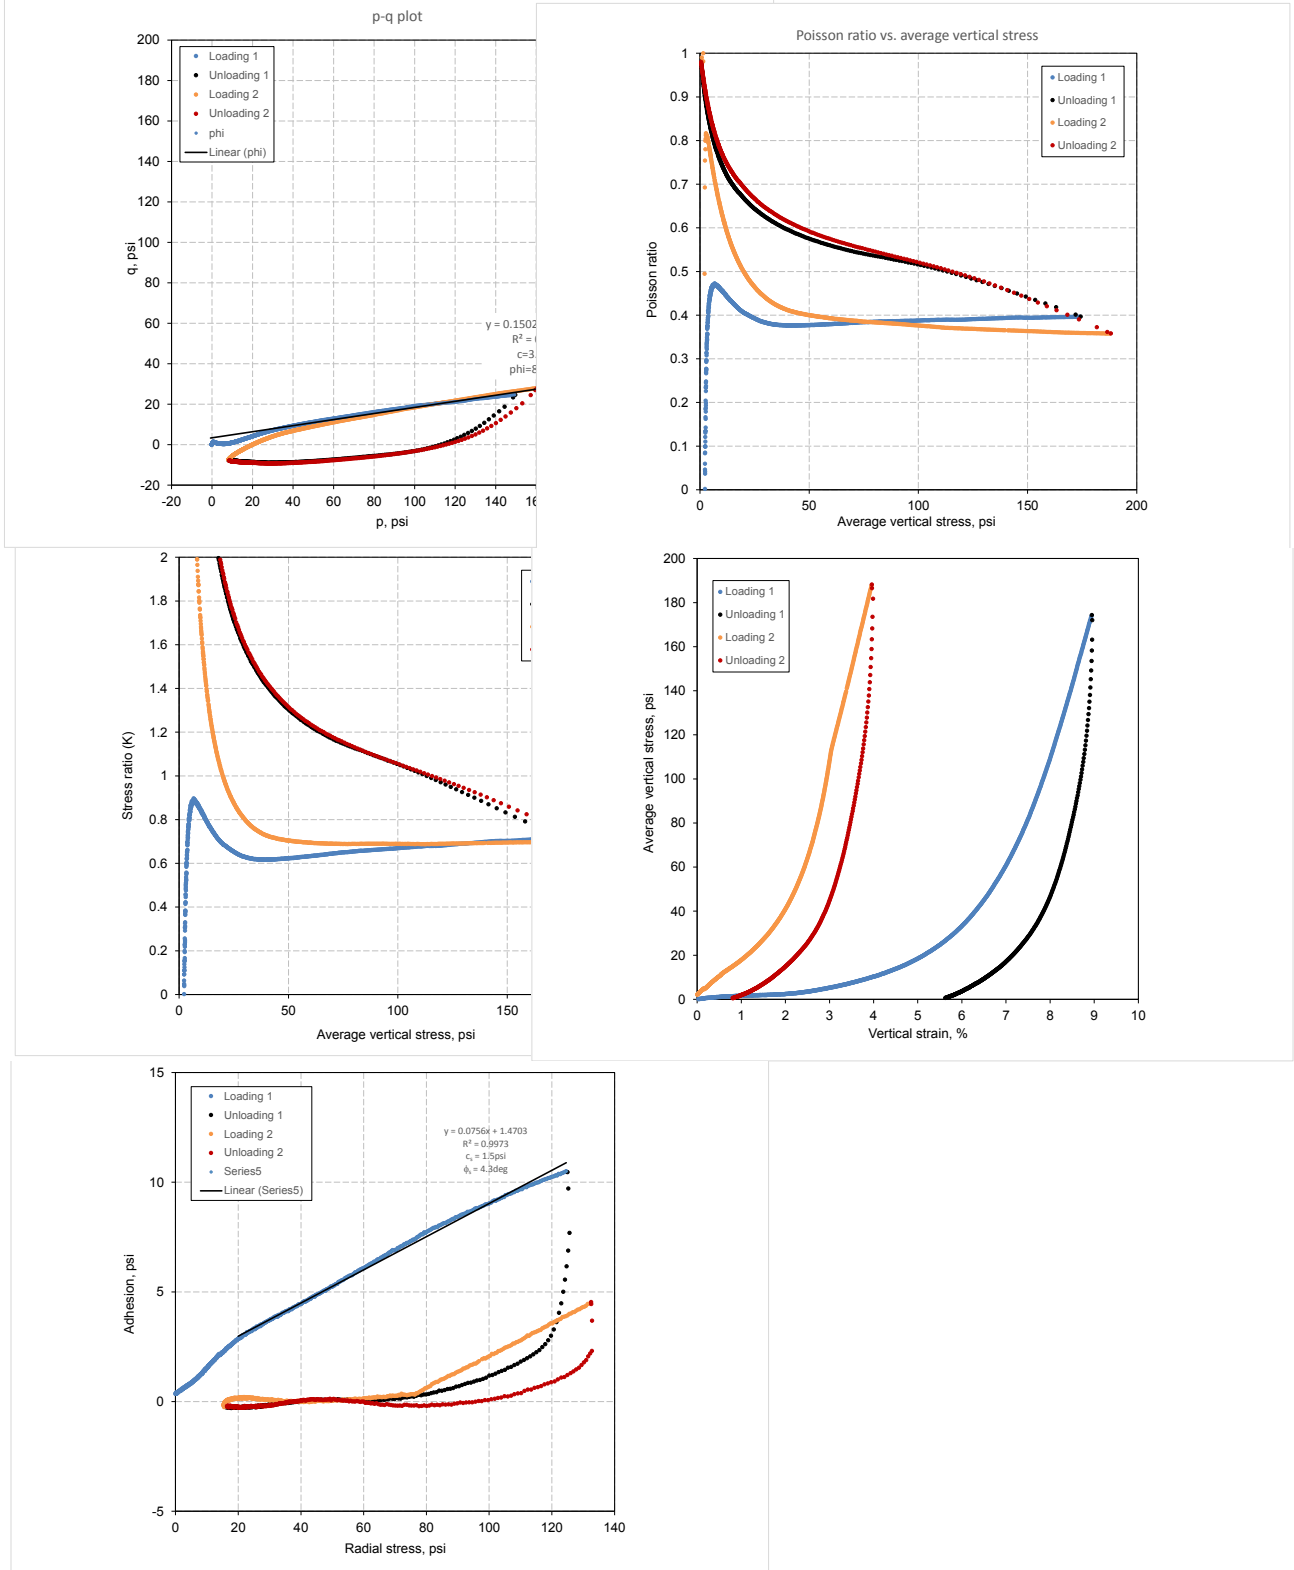 p-q plot
200
180
160
140
120
100
80
60
40
20
0
-20
-20
0
20
40
60
80
100
120
140
16
q, psi
p, psi
Loading 1
Unloading 1
Loading 2
Unloading 2
phi
Linear (phi)
y = 0.1502
R² =
c=3.
phi=8
Poisson ratio vs. average vertical stress
1
0.9
0.8
0.7
0.6
0.5
0.4
0.3
0.2
0.1
0
0
50
100
150
200
Poisson ratio
Average vertical stress, psi
Loading 1
Unloading 1
Loading 2
Unloading 2
2
1.8
1.6
1.4
1.2
1
0.8
0.6
0.4
0.2
0
0
50
100
150
Stress ratio (K)
Average vertical stress, psi
200
180
160
140
120
100
80
60
40
20
0
0
1
2
3
4
5
6
7
8
9
10
Average vertical stress, psi
Vertical strain, %
Loading 1
Unloading 1
Loading 2
Unloading 2
15
10
5
0
-5
0
20
40
60
80
100
120
140
Adhesion, psi
Radial stress, psi
Loading 1
Unloading 1
Loading 2
Unloading 2
Series5
Linear (Series5)
y = 0.0756x + 1.4703
R² = 0.9973
cₛ = 1.5psi
ϕₛ = 4.3deg